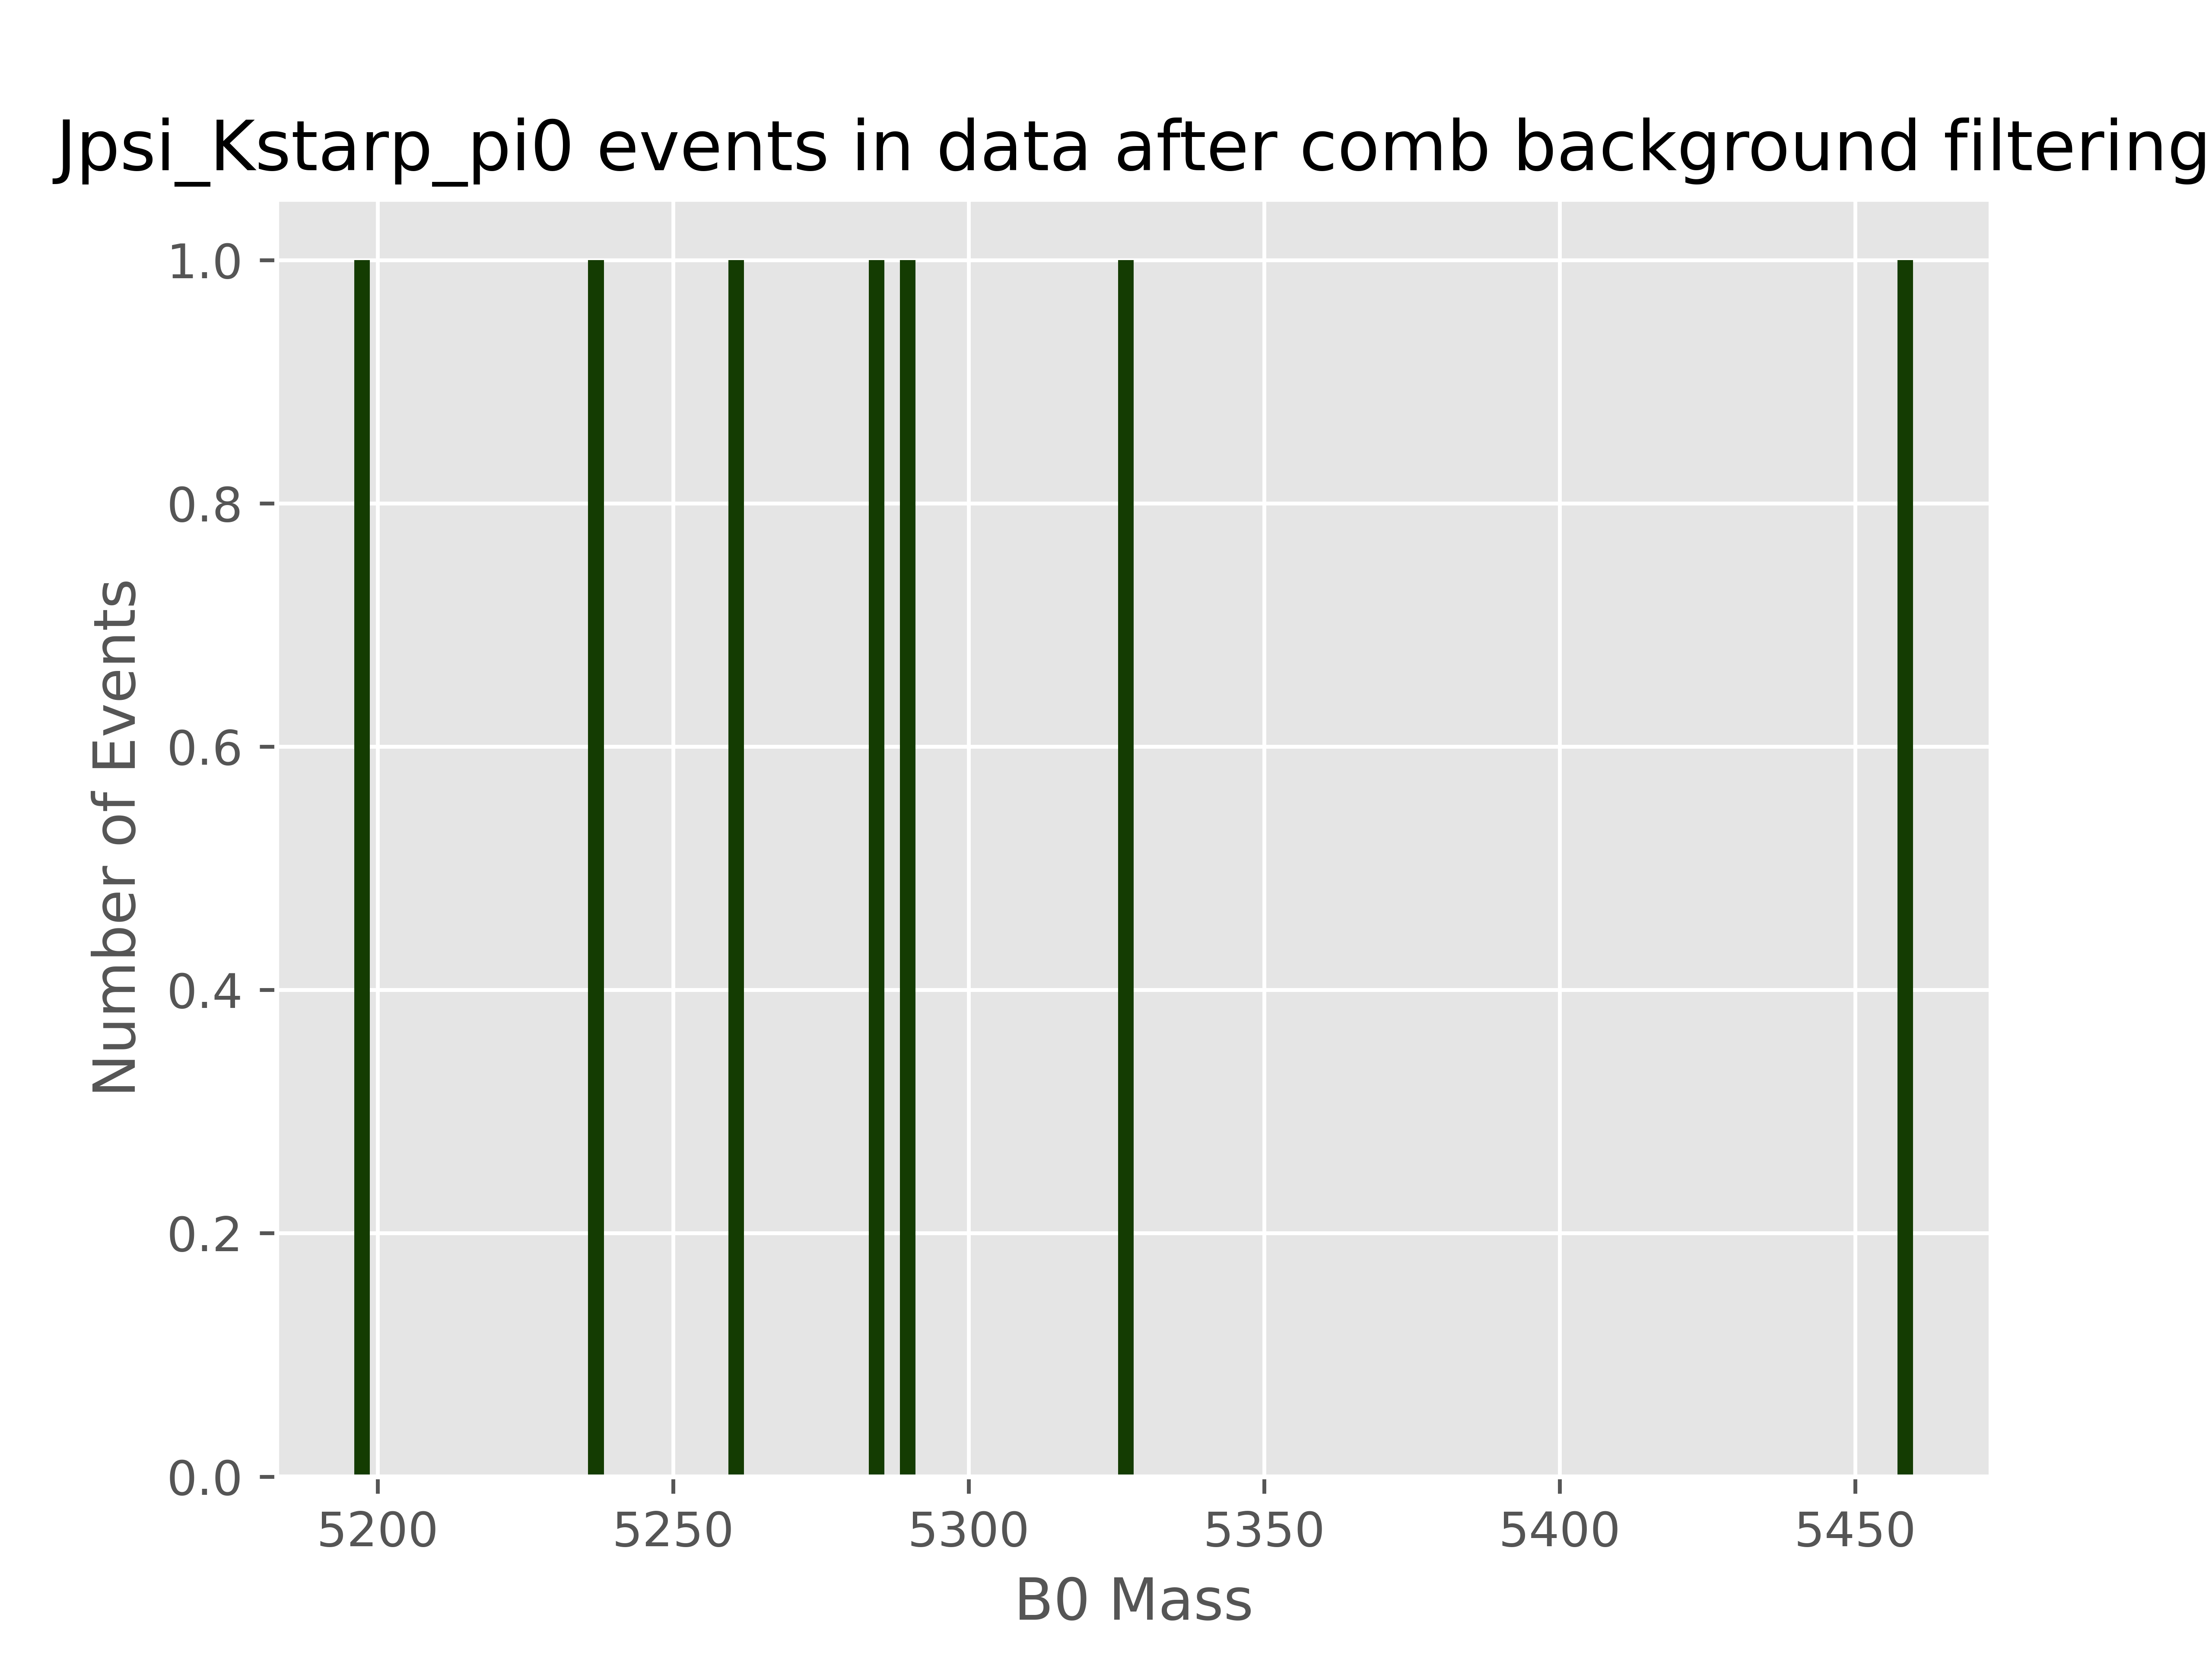 Jpsi_Kstarp_pi0 events in data after comb background filtering
1.0
0.8
0.6
0.4
0.2
0.0
Number of Events
5200 5250 5300 5350 5400 5450
B0 Mass